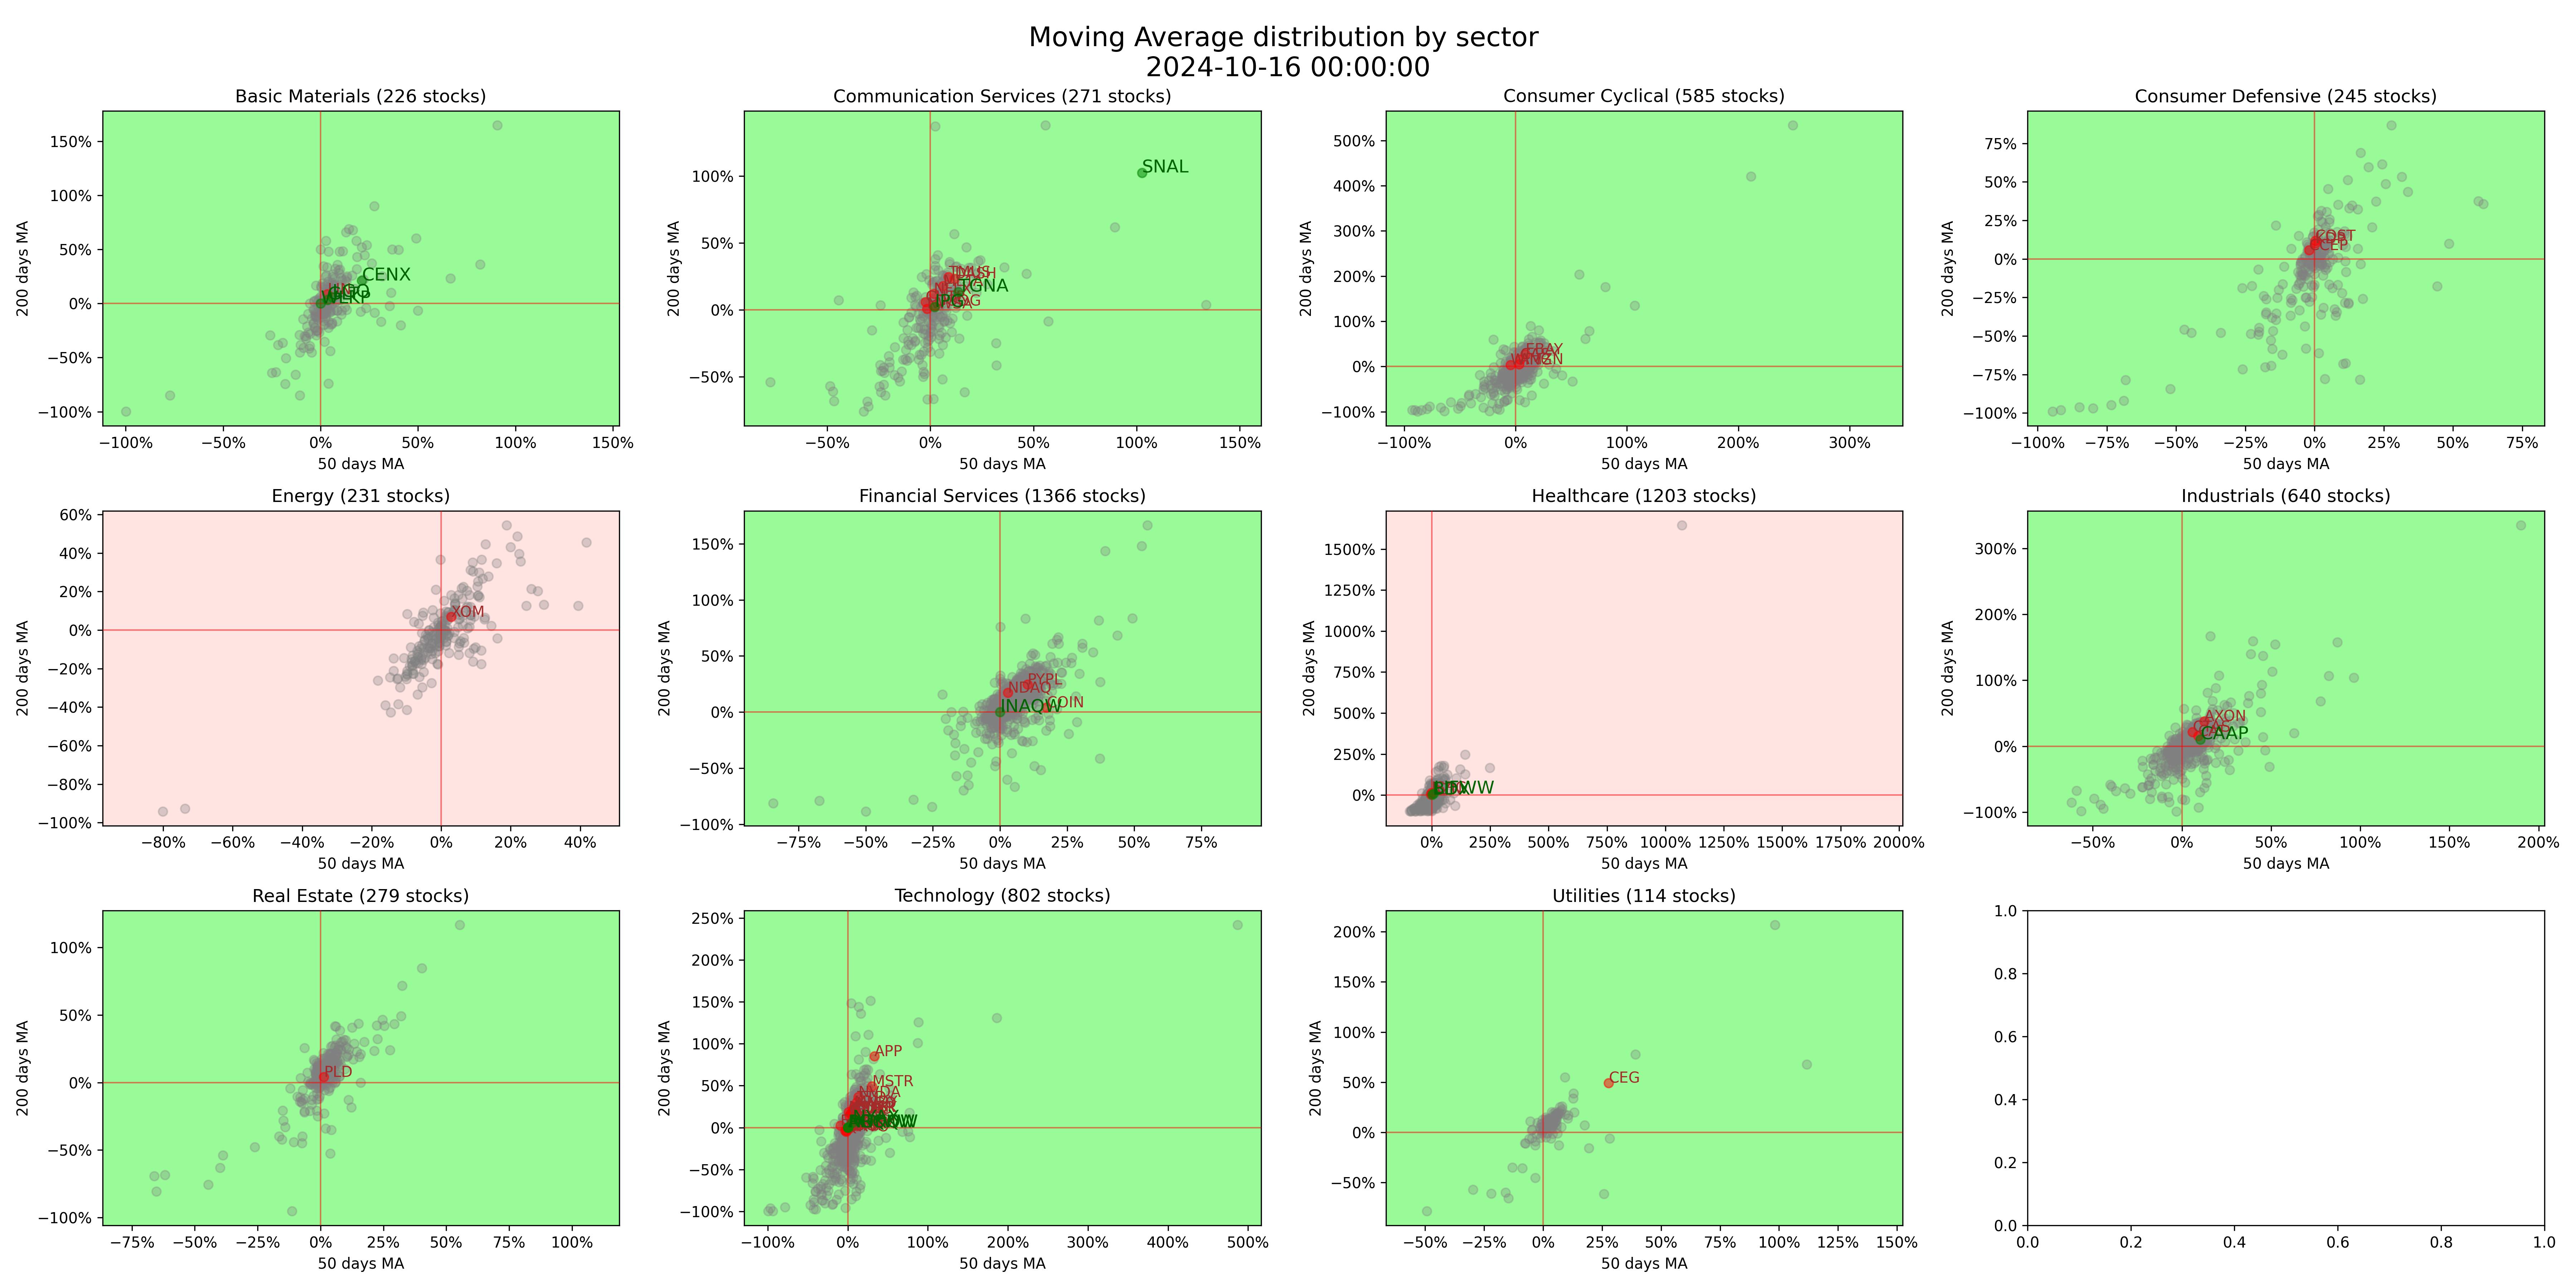 Moving Average distribution by sector
2024-10-16 00:00:00
Basic Materials (226 stocks)
200 days MA
150%
100%
50%
0%
−50%
−100%
CENX
WLKP
−100%
−50%
0%
50%
100%
150%
50 days MA
Communication Services (271 stocks)
200 days MA
100%
50%
0%
−50%
SNAL
TMUS
TGNA
IPG
−50%
0%
50%
100%
150%
50 days MA
Consumer Cyclical (585 stocks)
200 days MA
500%
400%
300%
200%
100%
0%
−100%
EBAY
−100%
0%
100%
200%
300%
50 days MA
Consumer Defensive (245 stocks)
200 days MA
75%
50%
25%
0%
−25%
−50%
−75%
−100%
COST
−100%
−75%
−50%
−25%
0%
25%
50%
75%
50 days MA
Energy (231 stocks)
200 days MA
60%
40%
20%
0%
−20%
−40%
−60%
−80%
−100%
XOM
−80%
−60%
−40%
−20%
0%
20%
40%
50 days MA
Financial Services (1366 stocks)
200 days MA
150%
100%
50%
0%
−50%
−100%
PYPL
NDAQ
COIN
INAQW
−75%
−50%
−25%
0%
25%
50%
75%
50 days MA
Healthcare (1203 stocks)
200 days MA
1500%
1250%
1000%
750%
500%
250%
0%
0%
250%
500%
750%
1000%
1250%
1500%
1750%
2000%
50 days MA
Industrials (640 stocks)
200 days MA
300%
200%
100%
0%
−100%
AXON
CAAP
−50%
0%
50%
100%
150%
200%
50 days MA
Real Estate (279 stocks)
200 days MA
100%
50%
0%
−50%
−100%
PLD
−75%
−50%
−25%
0%
25%
50%
75%
100%
50 days MA
Technology (802 stocks)
200 days MA
250%
200%
150%
100%
50%
0%
−50%
−100%
APP
MSTR
NVDA
−100%
0%
100%
200%
300%
400%
500%
50 days MA
Utilities (114 stocks)
200 days MA
200%
150%
100%
50%
0%
−50%
CEG
−50%
−25%
0%
25%
50%
75%
100%
125%
150%
50 days MA
1.0
0.8
0.6
0.4
0.2
0.0
0.0
0.2
0.4
0.6
0.8
1.0